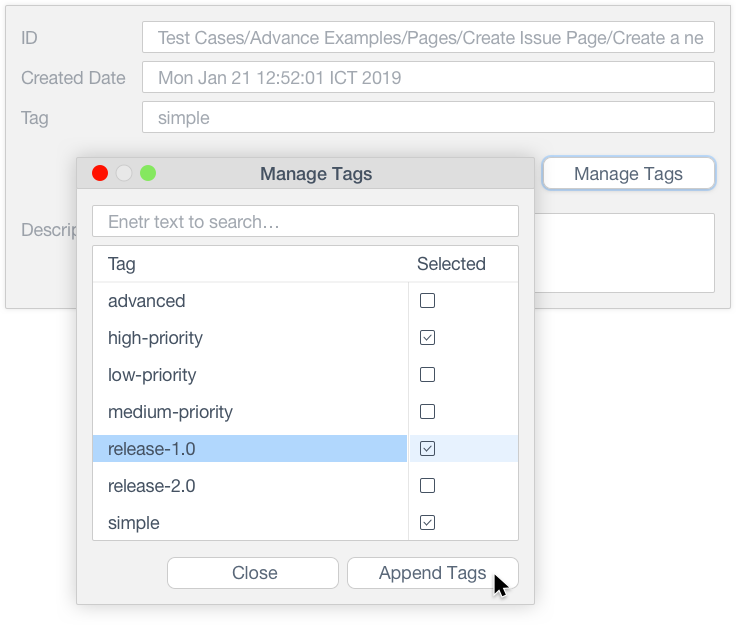 ID
Test Cases/Advance Examples/Pages/Create Issue Page/Create a ne
Created Date
Mon Jan 21 12:52:01 ICT 2019
Tag
simple
Manage Tags
Manage Tags
Descrip
Enetr text to search…
Tag Selected
advanced
high-priority
low-priority
medium-priority
release-1.0
release-2.0
simple
Close
Append Tags